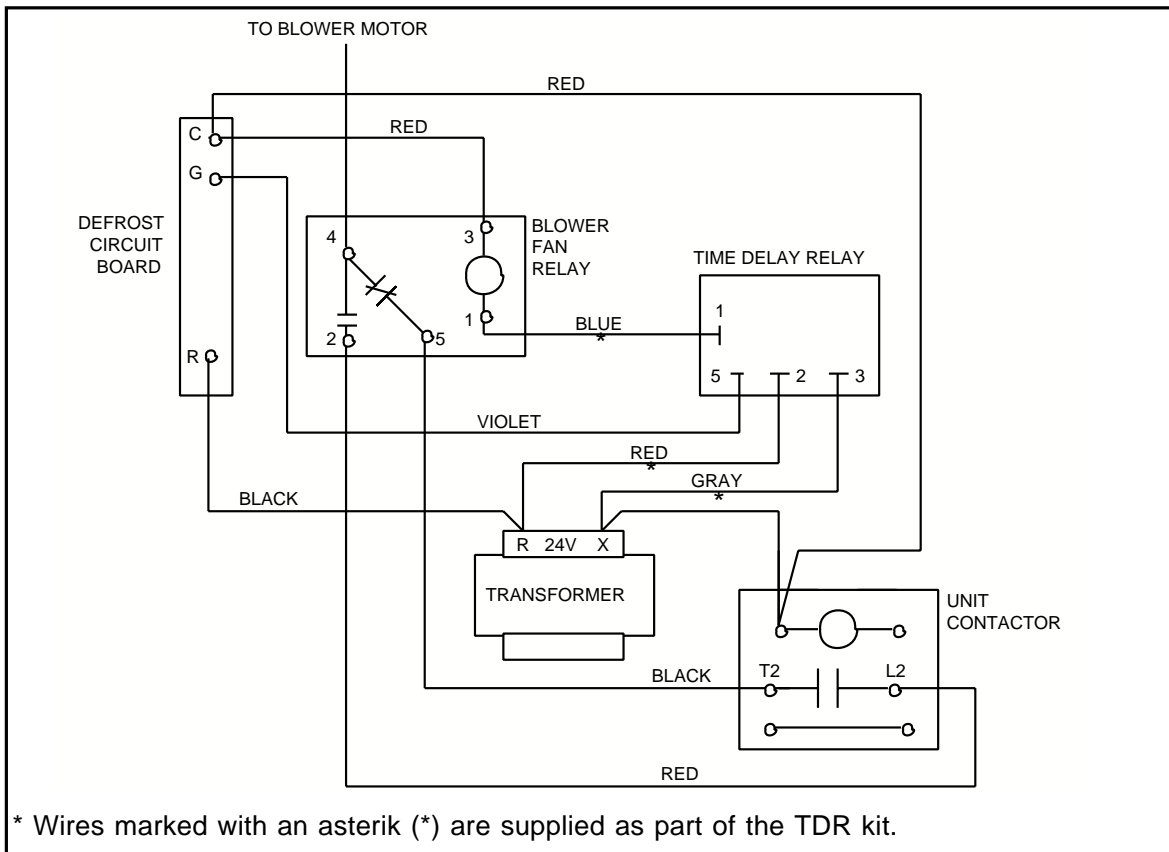 TO BLOWER MOTOR
RED
C
RED
G
DEFROST
CIRCUIT
BOARD
R
4
3
BLOWER
FAN
RELAY
2
5
1
BLUE
*
TIME DELAY RELAY
1
5
2
3
VIOLET
RED
*
GRAY
*
BLACK
R 24V X
TRANSFORMER
UNIT
CONTACTOR
BLACK
T2
L2
RED
* Wires marked with an asterik (*) are supplied as part of the TDR kit.